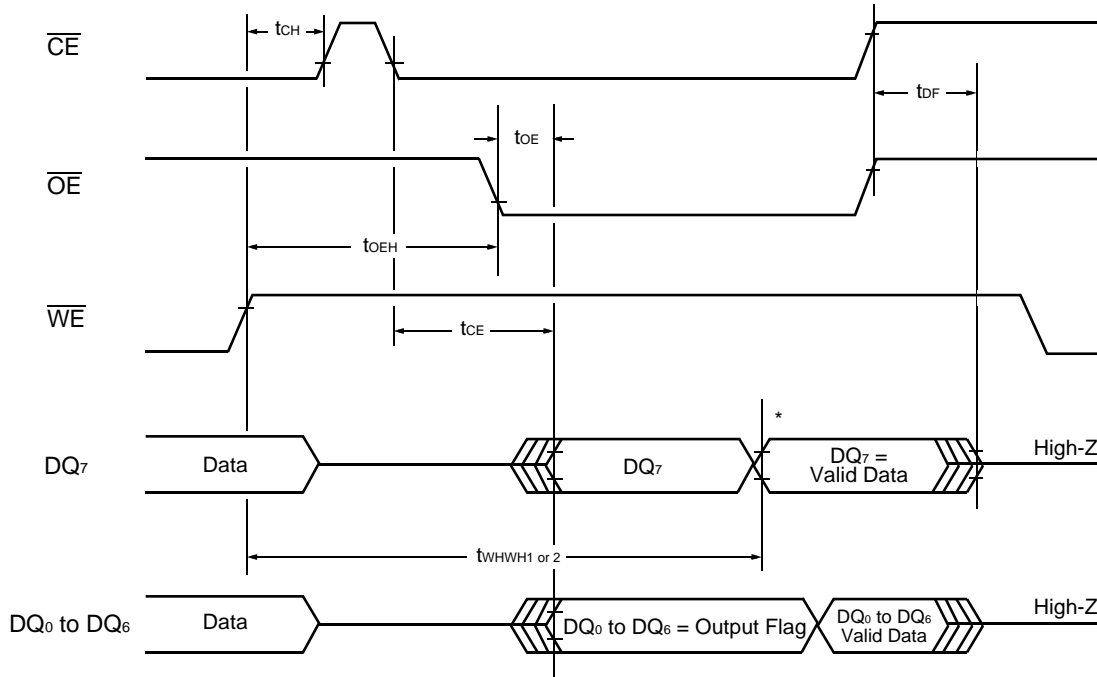 CE
tCH
tDF
tOE
OE
tOEH
WE
tCE
*
DQ7
Data
DQ7
DQ7 =
Valid Data
High-Z
tWHWH1 or 2
DQ0 to DQ6
Data
DQ0 to DQ6 = Output Flag
DQ0 to DQ6
Valid Data
High-Z